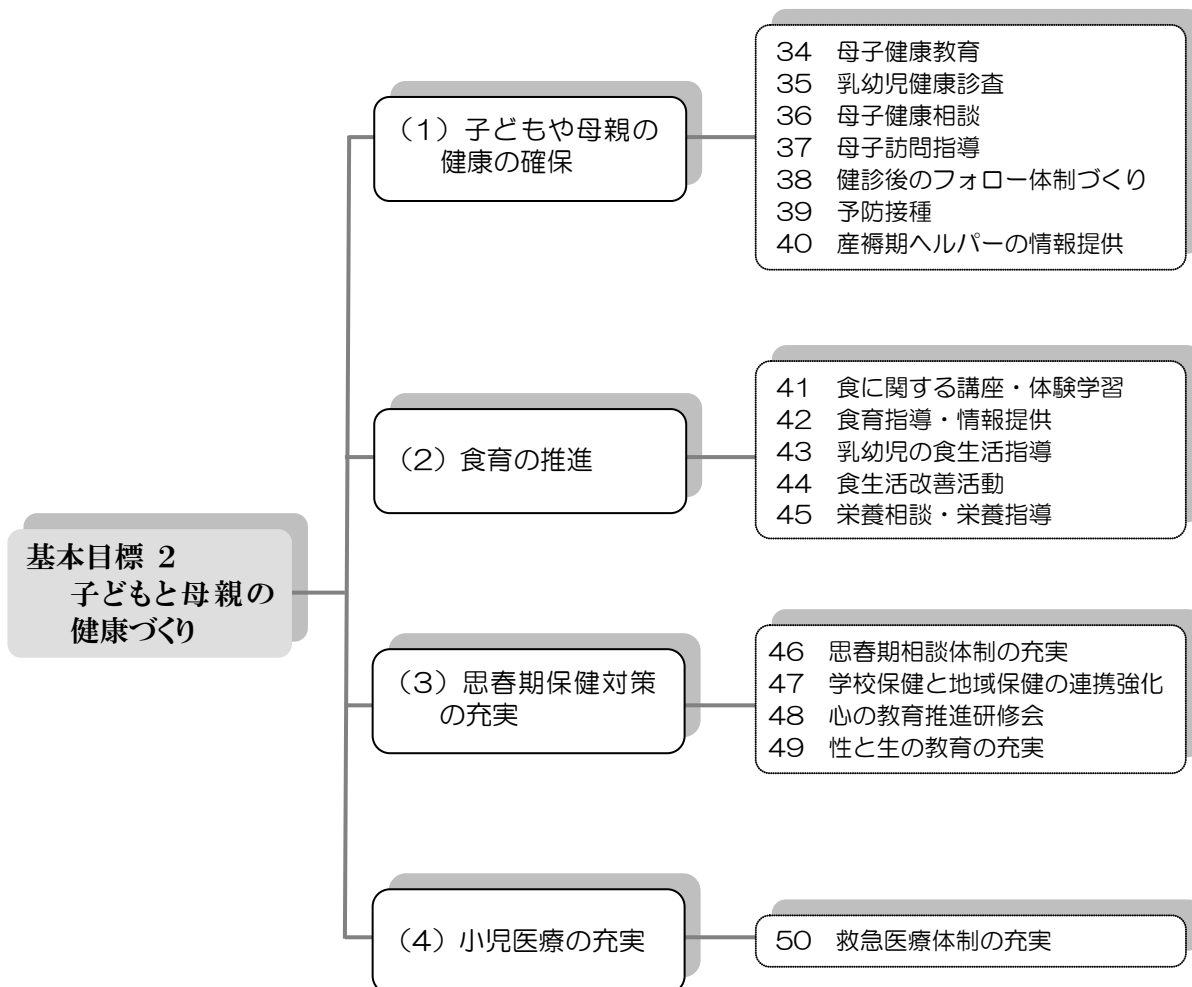 基本目標 2
子どもと母親の
健康づくり
(1)子どもや母親の
健康の確保
34 母子健康教育
35 乳幼児健康診査
36 母子健康相談
37 母子訪問指導
38 健診後のフォロー体制づくり
39 予防接種
40 産褥期ヘルパーの情報提供
(2)食育の推進
41 食に関する講座・体験学習
42 食育指導・情報提供
43 乳幼児の食生活指導
44 食生活改善活動
45 栄養相談・栄養指導
(3)思春期保健対策
の充実
46 思春期相談体制の充実
47 学校保健と地域保健の連携強化
48 心の教育推進研修会
49 性と生の教育の充実
(4)小児医療の充実
50 救急医療体制の充実